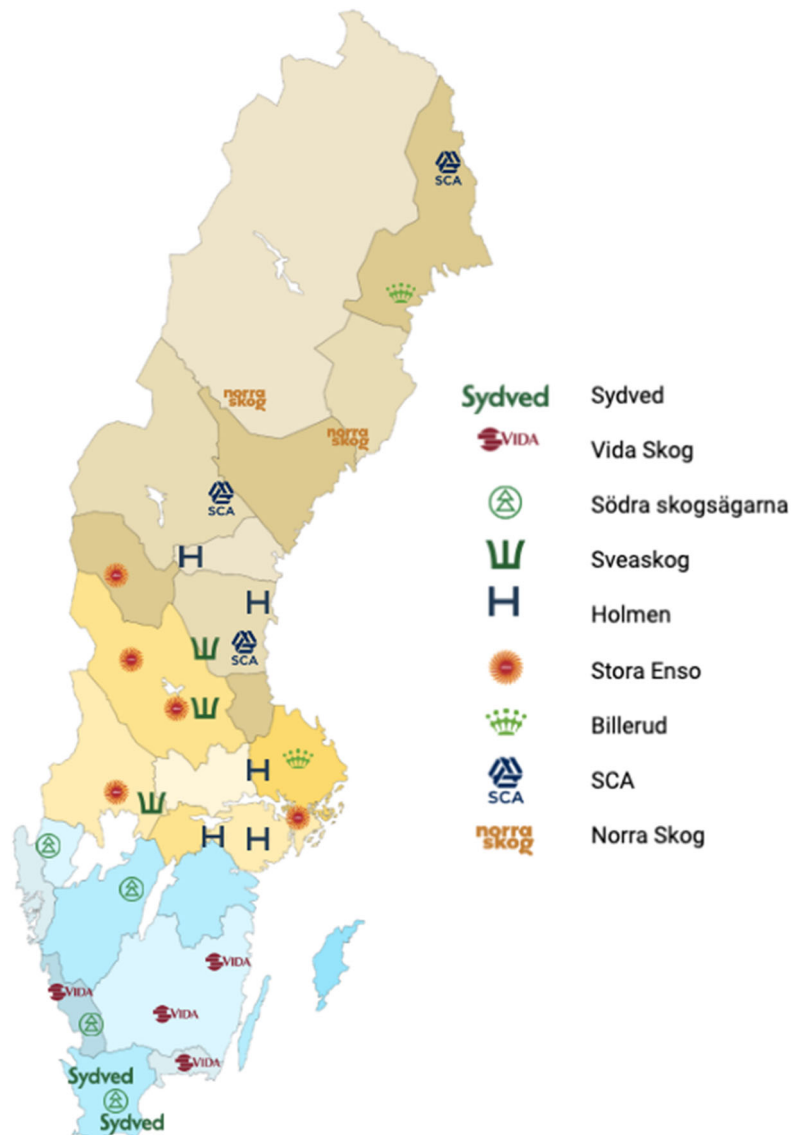 SCA
norra
skog
norra
skog
SCA
H
H
SCA
H
H
H
VIDA
VIDA
VIDA
VIDA
Sydved
Sydved
Sydved Sydved
VIDA Vida Skog
Södra skogsägarna
Sveaskog
H Holmen
Stora Enso
Billerud
SCA SCA
norra
skog Norra Skog